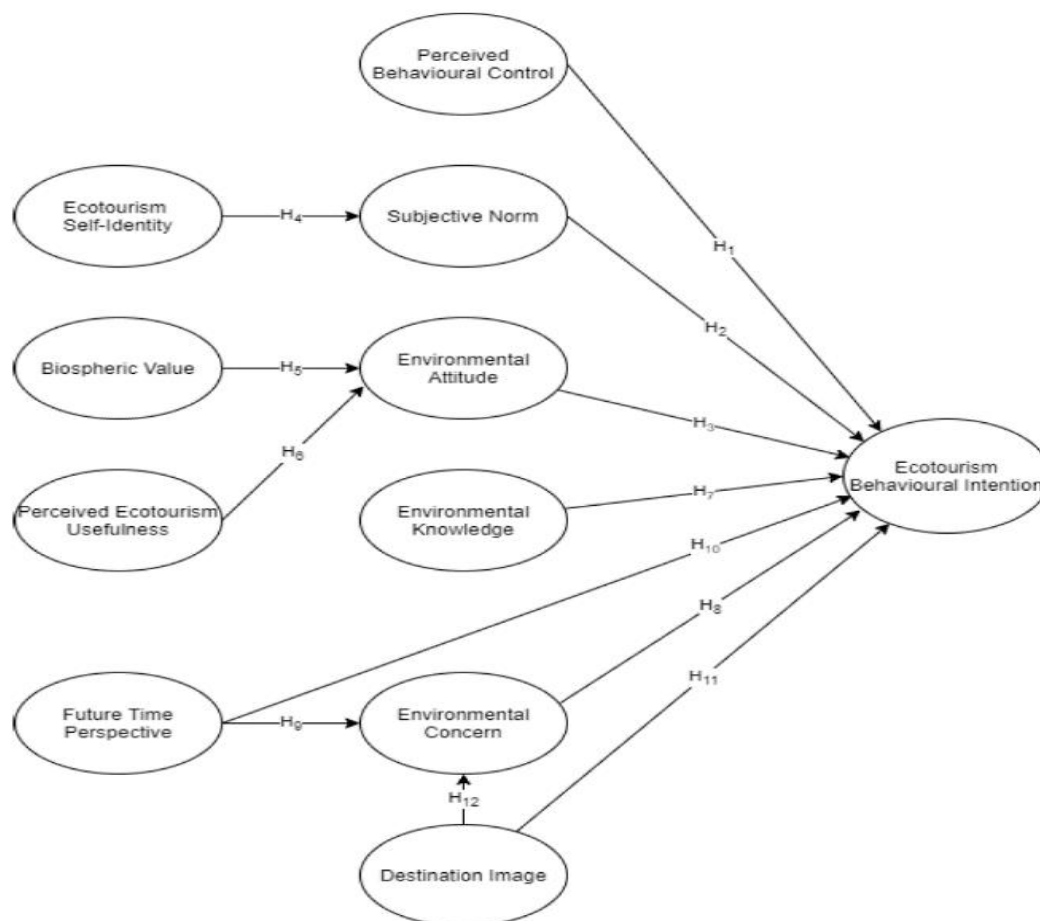 Perceived
Behavioural Control
H1
Ecotourism
Self-Identity
H4
Subjective Norm
H2
Biospheric Value
H5
Environmental
Attitude
H3
H6
Perceived Ecotourism
Usefulness
Environmental
Knowledge
H7
Ecotourism
Behavioural Intention
H10
H8
H11
Future Time
Perspective
H9
Environmental
Concern
H12
Destination Image